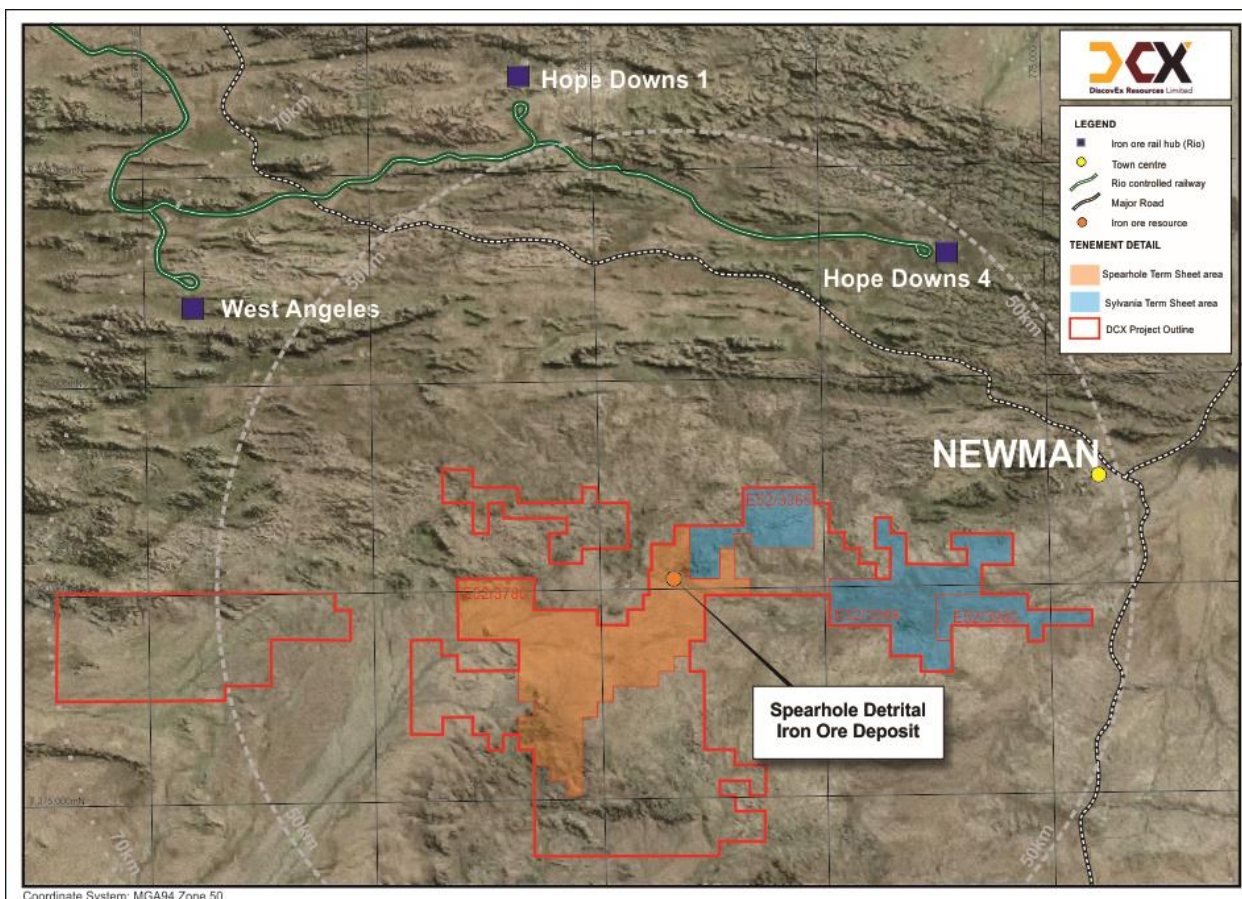 Hope Downs 1
70km
50km
West Angeles
Hope Downs 4
50km
NEWMAN
DCX
DiscovEx Resources Limited
LEGEND
Iron ore rail hub (Rio)
Town centre
Rio controlled railway
Major Road
Iron ore resource
TENEMENT DETAIL
Spearhole Term Sheet area
Sylvania Term Sheet area
DCX Project Outline
Spearhole Detrital
Iron Ore Deposit
7,375,000mN
70km
50km
50km
Coordinate System: MGA94 Zone 50